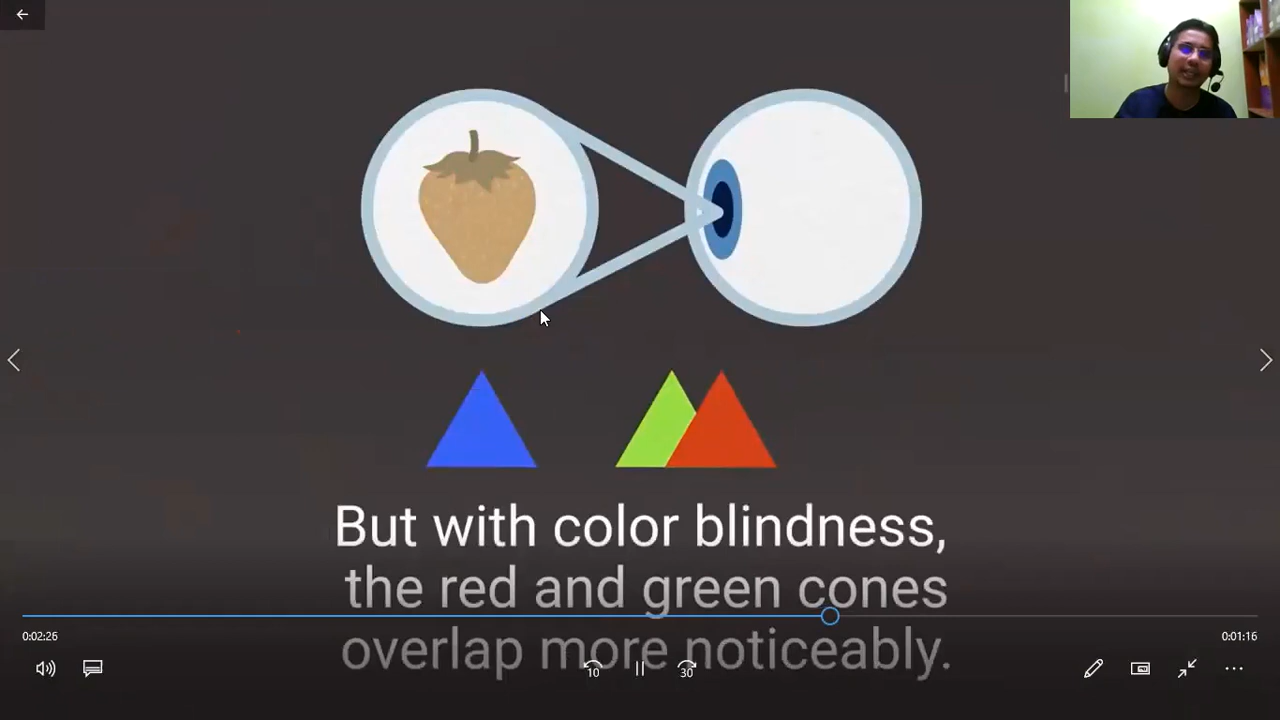 But with color blindness,
the red and green cones
overlap more noticeably.
0:02:26
0:01:16
10
30